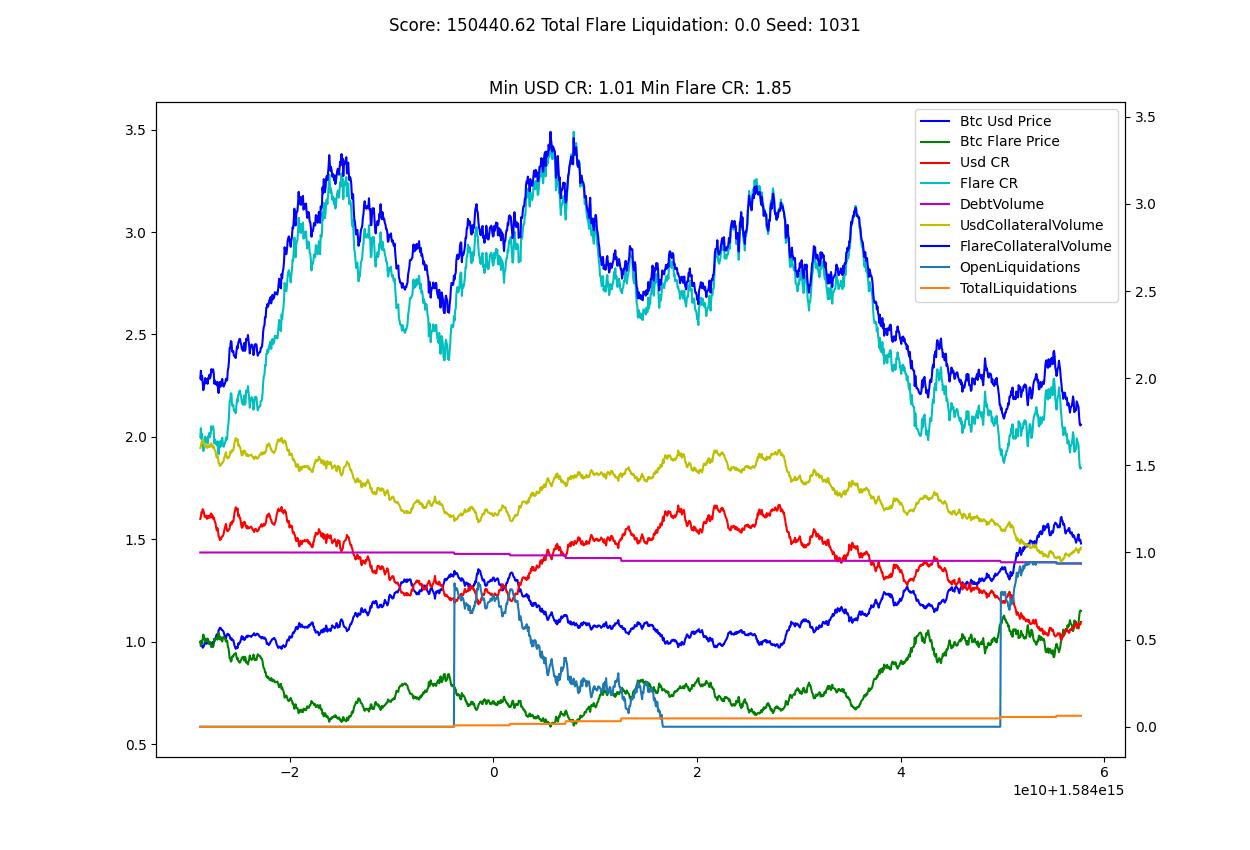 Score: 150440.62 Total Flare Liquidation: 0.0 Seed: 1031
Min USD CR: 1.01 Min Flare CR: 1.85
3.5
3.0
2.5
2.0
1.5
1.0
0.5
Btc Usd Price
Btc Flare Price
Usd CR
Flare CR
DebtVolume
UsdCollateralVolume
FlareCollateralVolume
OpenLiquidations
TotalLiquidations
3.5
3.0
2.5
2.0
1.5
1.0
0.5
0.0
−2 0 2 4 6
1e10+1.584e15